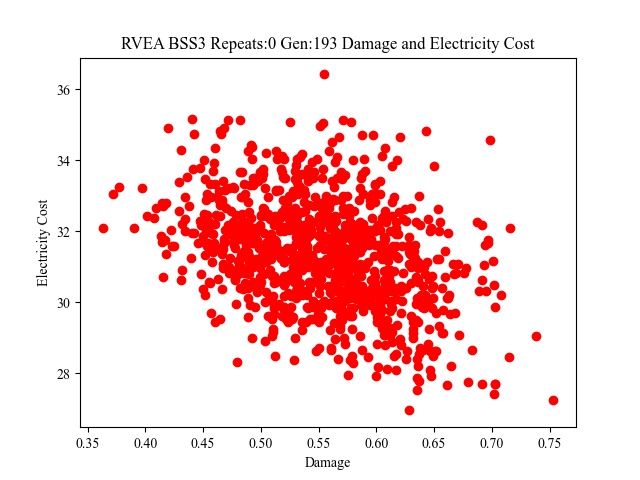 RVEA BSS3 Repeats:0 Gen:193 Damage and Electricity Cost
36
34
32
30
28
Electricity Cost
0.35 0.40 0.45 0.50 0.55 0.60 0.65 0.70 0.75
Damage